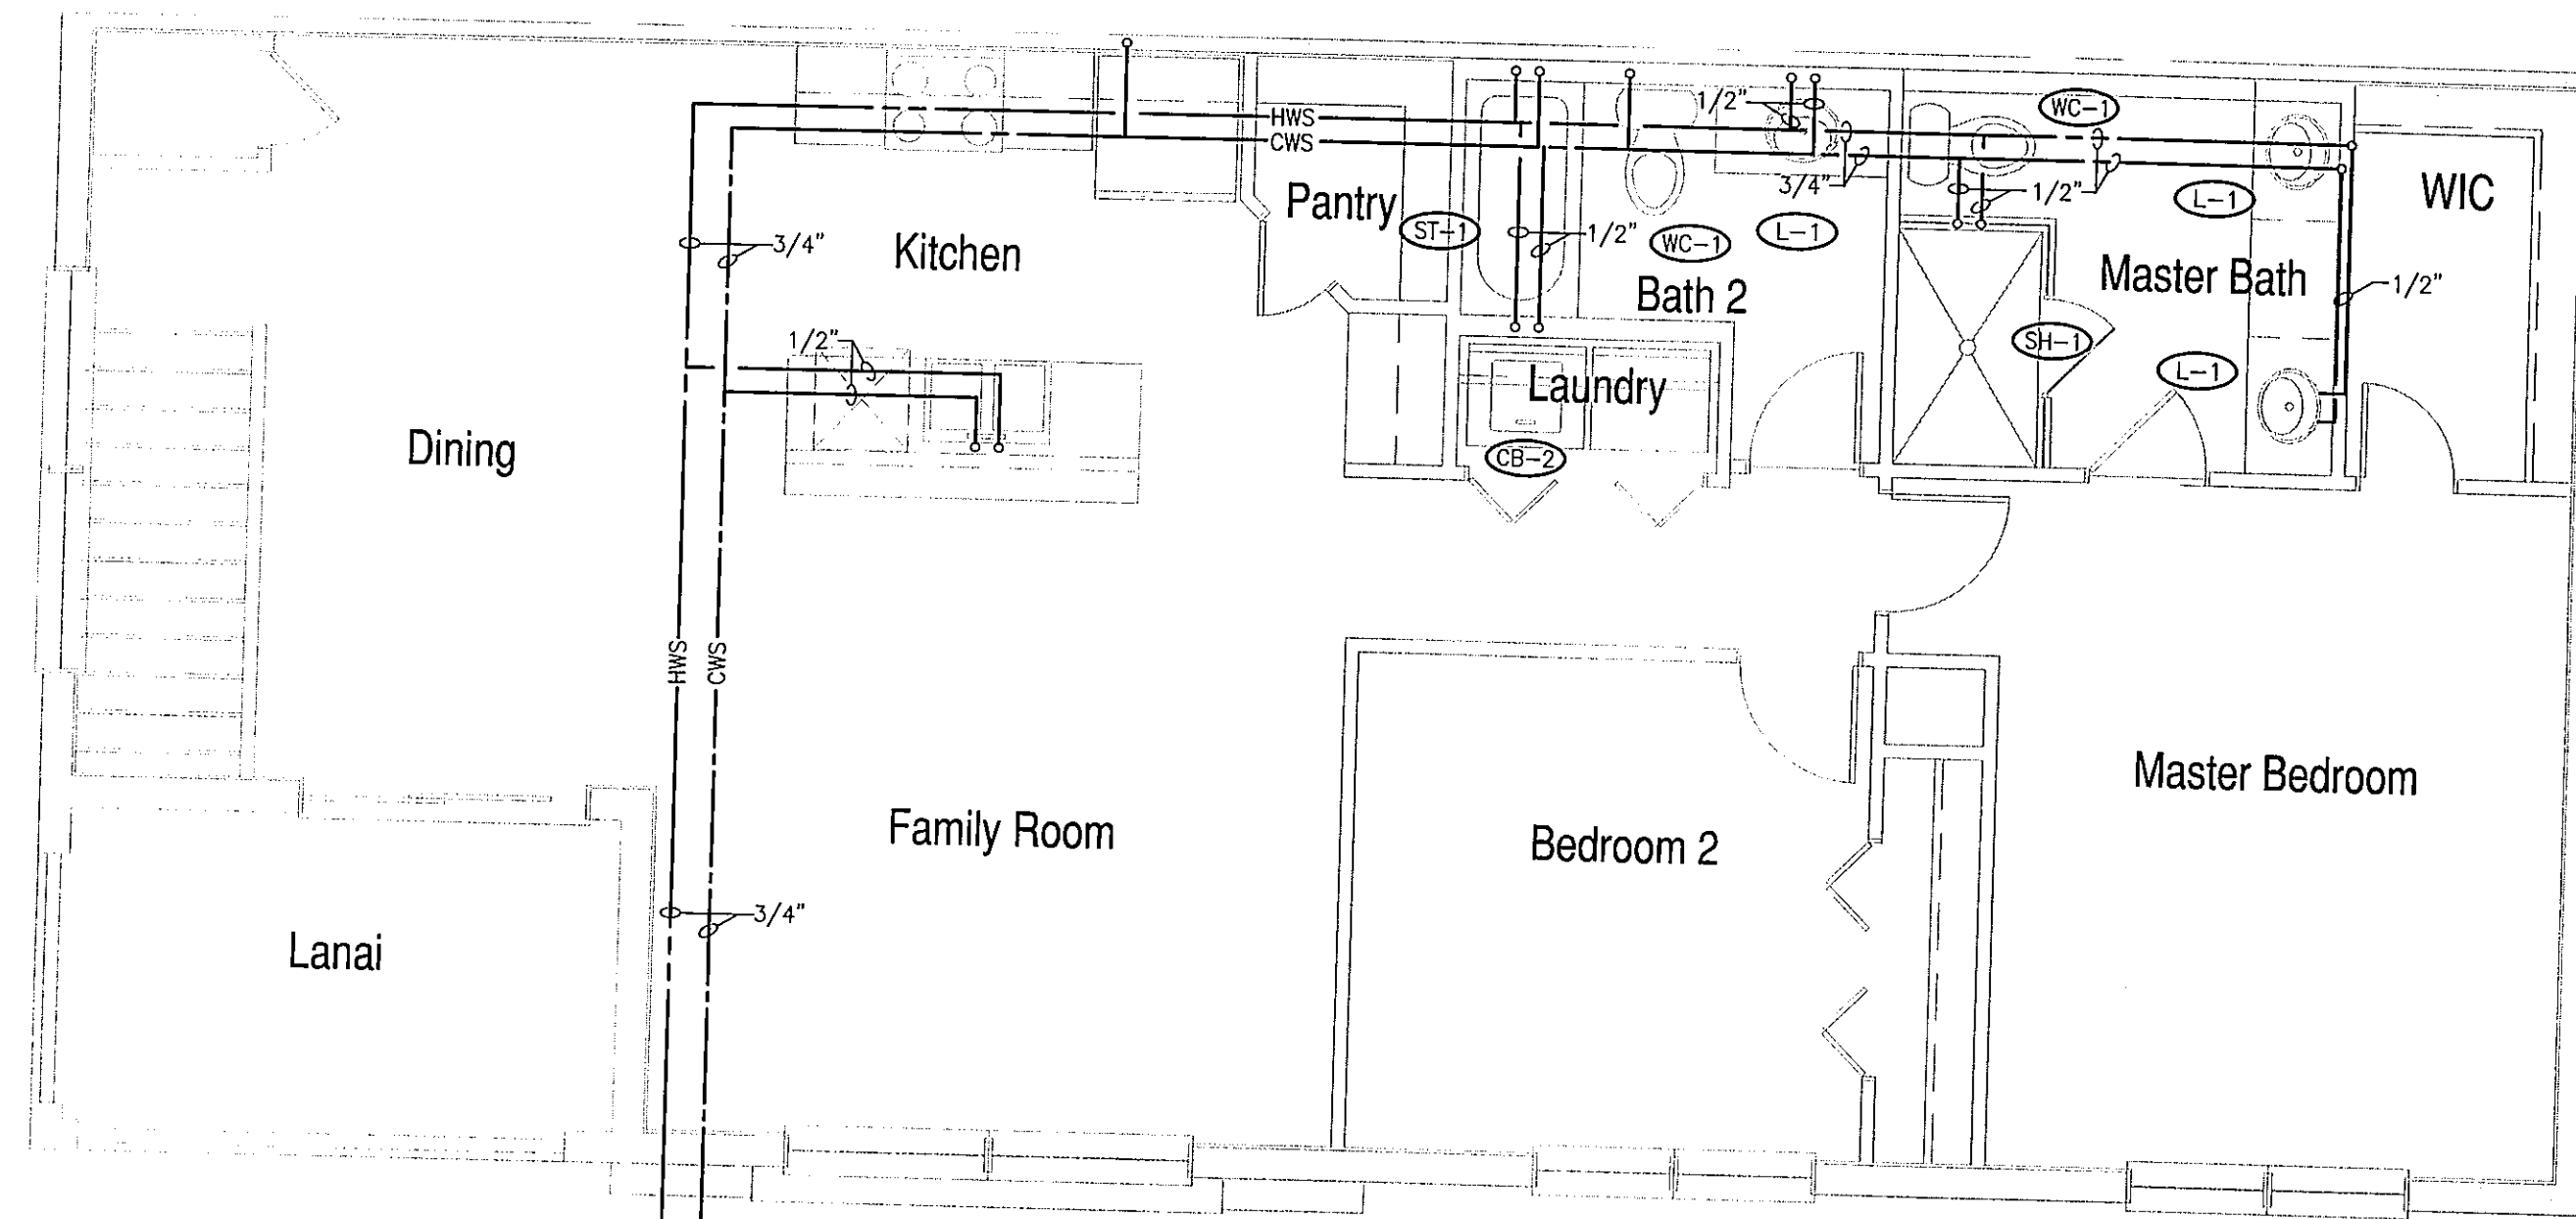 1/2"
WC-1
HWS
CWS
3/4"
1/2"
L-1
WIC
Pantry
ST-1
1/2"
WC-1
L-1
Kitchen
3/4"
Bath 2
Master Bath
1/2"
1/2"
SH-1
L-1
Laundry
Dining
CB-2
HWS
CWS
Master Bedroom
Family Room
Bedroom 2
3/4"
Lanai